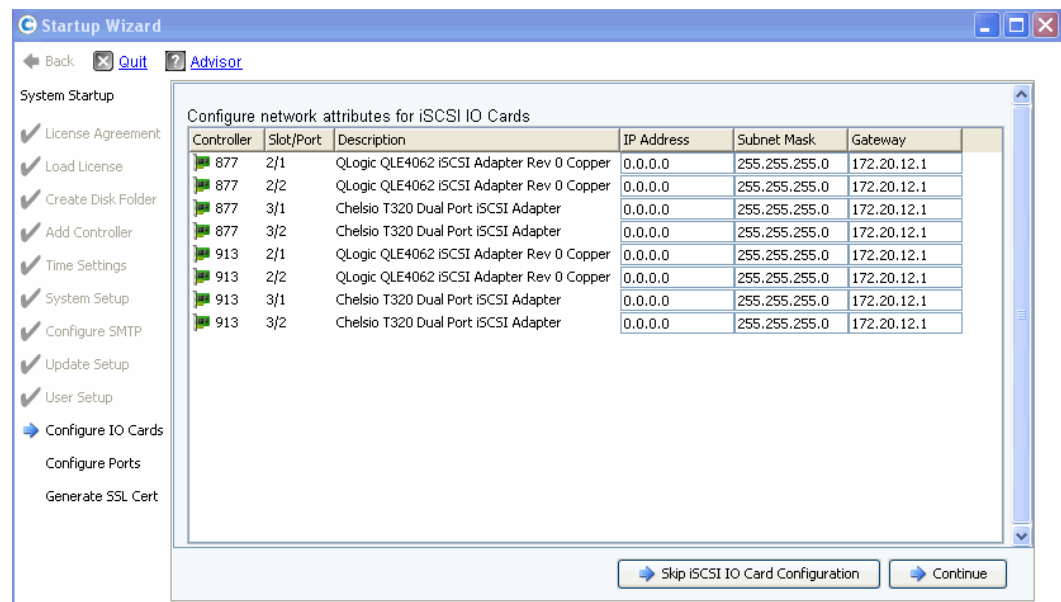 Startup Wizard
Back Quit ? Advisor
System Startup
License Agreement
Load License
Create Disk Folder
Add Controller
Time Settings
System Setup
Configure SMTP
Update Setup
User Setup
Configure IO Cards
Configure Ports
Generate SSL Cert
Configure network attributes for iSCSI IO Cards
Controller Slot/Port Description IP Address Subnet Mask Gateway
877 2/1 QLogic QLE4062 iSCSI Adapter Rev 0 Copper 0.0.0.0 255.255.255.0 172.20.12.1
877 2/2 QLogic QLE4062 iSCSI Adapter Rev 0 Copper 0.0.0.0 255.255.255.0 172.20.12.1
877 3/1 Chelsio T320 Dual Port iSCSI Adapter 0.0.0.0 255.255.255.0 172.20.12.1
877 3/2 Chelsio T320 Dual Port iSCSI Adapter 0.0.0.0 255.255.255.0 172.20.12.1
913 2/1 QLogic QLE4062 iSCSI Adapter Rev 0 Copper 0.0.0.0 255.255.255.0 172.20.12.1
913 2/2 QLogic QLE4062 iSCSI Adapter Rev 0 Copper 0.0.0.0 255.255.255.0 172.20.12.1
913 3/1 Chelsio T320 Dual Port iSCSI Adapter 0.0.0.0 255.255.255.0 172.20.12.1
913 3/2 Chelsio T320 Dual Port iSCSI Adapter 0.0.0.0 255.255.255.0 172.20.12.1
Skip iSCSI IO Card Configuration Continue